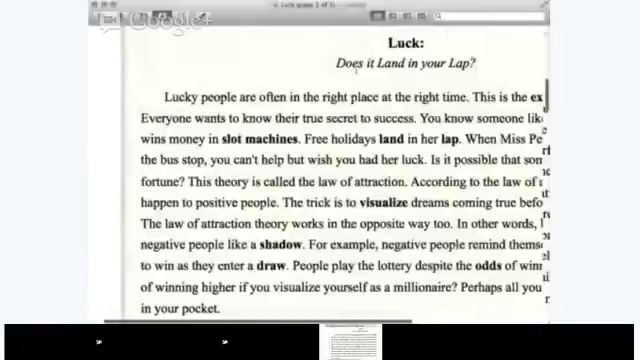 Google+
Luck:
Does it Land in your Lap?
Lucky people are often in the right place at the right time. This is the ex
Everyone wants to know their true secret to success. You know someone lik
wins money in slot machines. Free holidays land in her lap. When Miss Pe
the bus stop, you can't help but wish you had her luck. Is it possible that som
fortune? This theory is called the law of attraction. According to the law of a
happen to positive people. The trick is to visualize dreams coming true befo
The law of attraction theory works in the opposite way too. In other words,
negative people like a shadow. For example, negative people remind thems
to win as they enter a draw. People play the lottery despite the odds of winn
of winning higher if you visualize yourself as a millionaire? Perhaps all you
in your pocket.